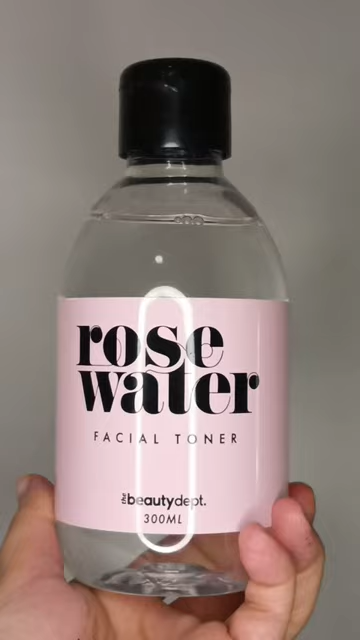 rose
water
FACIAL TONER
the beautydept.
300ML